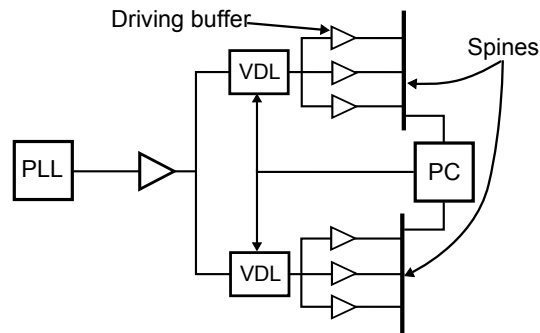 Driving buffer
Spines
VDL
PLL
PC
VDL